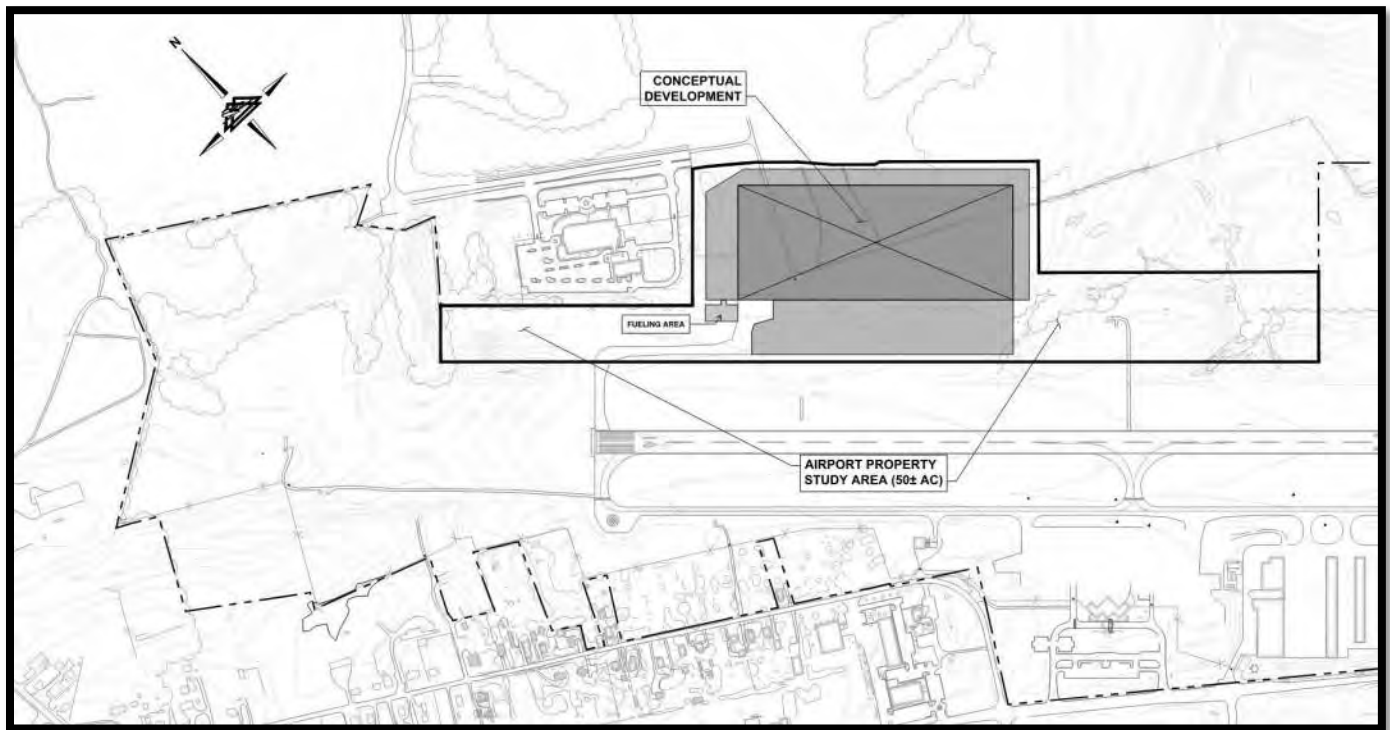 N
CONCEPTUAL
DEVELOPMENT
FUELING AREA
AIRPORT PROPERTY
STUDY AREA (50± AC)